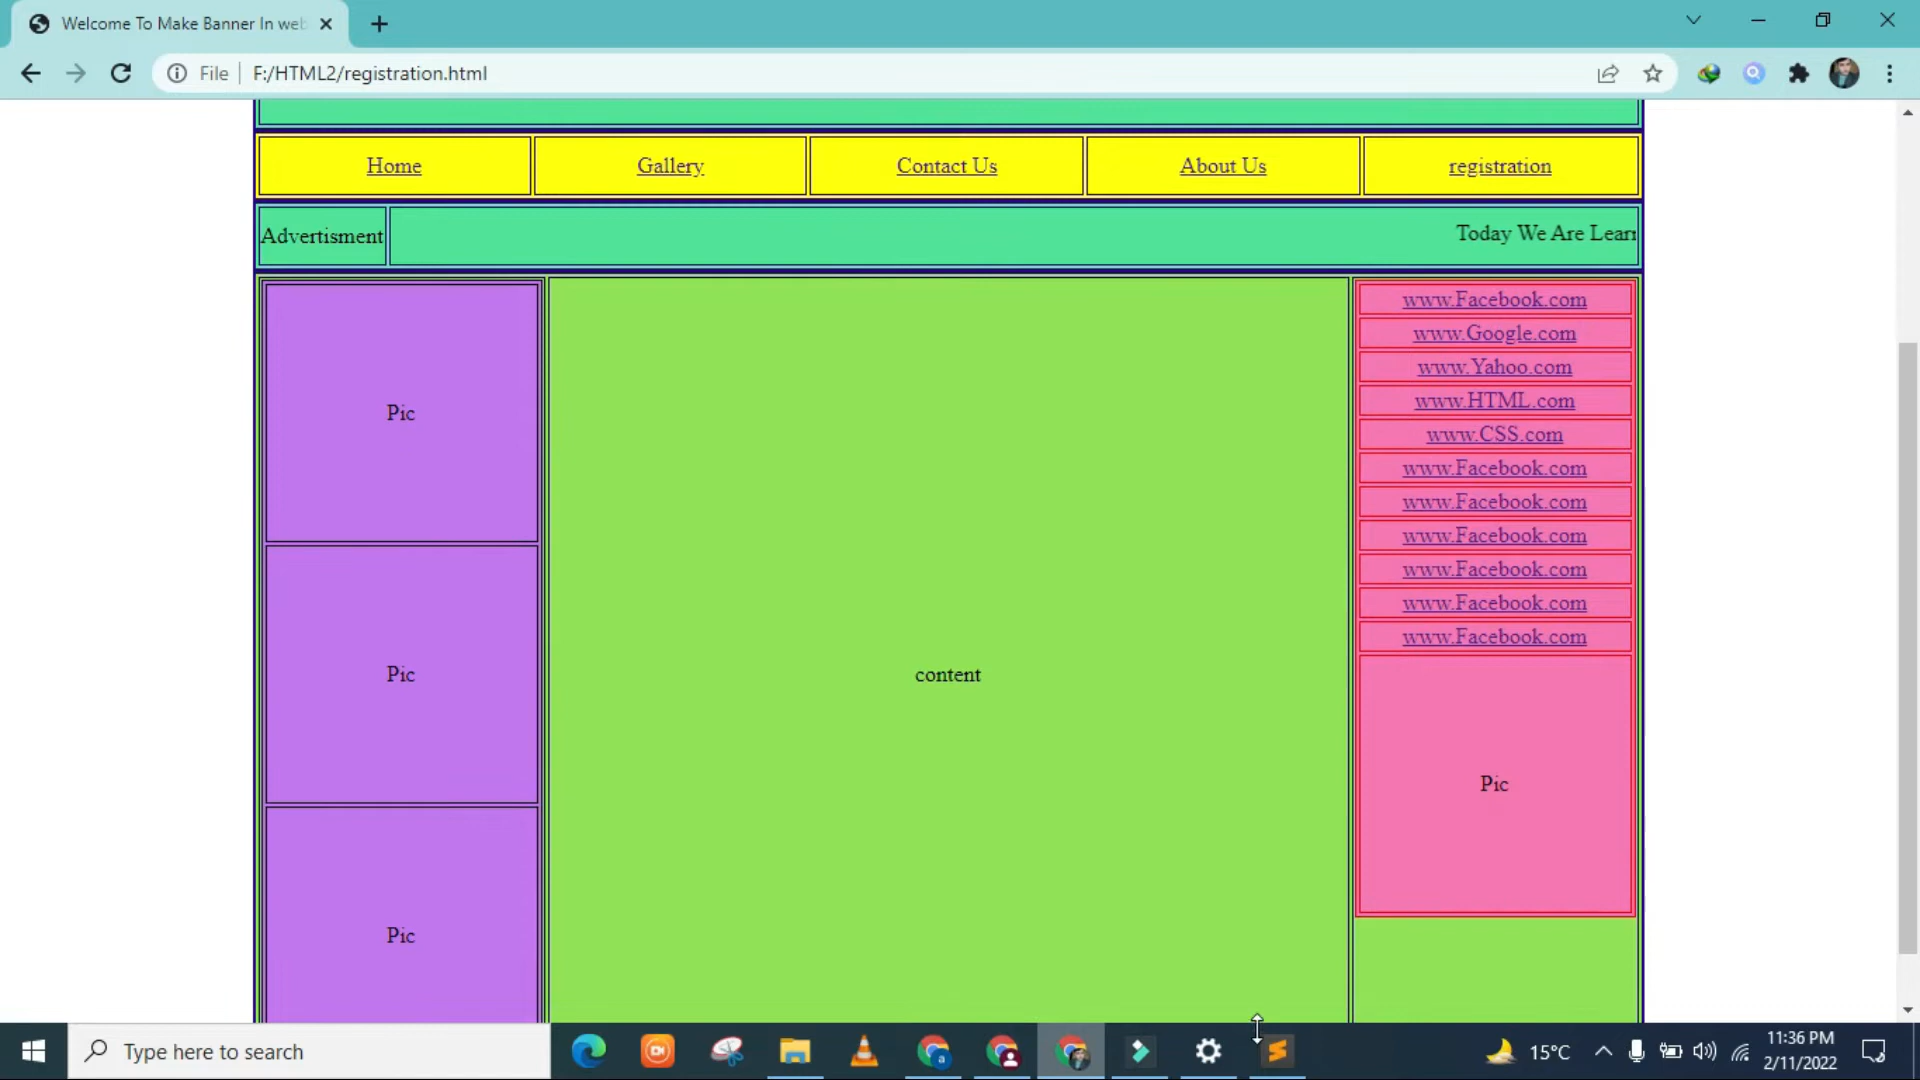 Welcome To Make Banner In web
File
F:/HTML2/registration.html
Home
Gallery
Contact Us
About Us
registration
Advertisment
Today We Are Learn
Pic
Pic
Pic
content
www.Facebook.com
www.Google.com
www.Yahoo.com
www.HTML.com
www.CSS.com
www.Facebook.com
www.Facebook.com
www.Facebook.com
www.Facebook.com
www.Facebook.com
www.Facebook.com
Pic
Type here to search
15°C
11:36 PM
2/11/2022